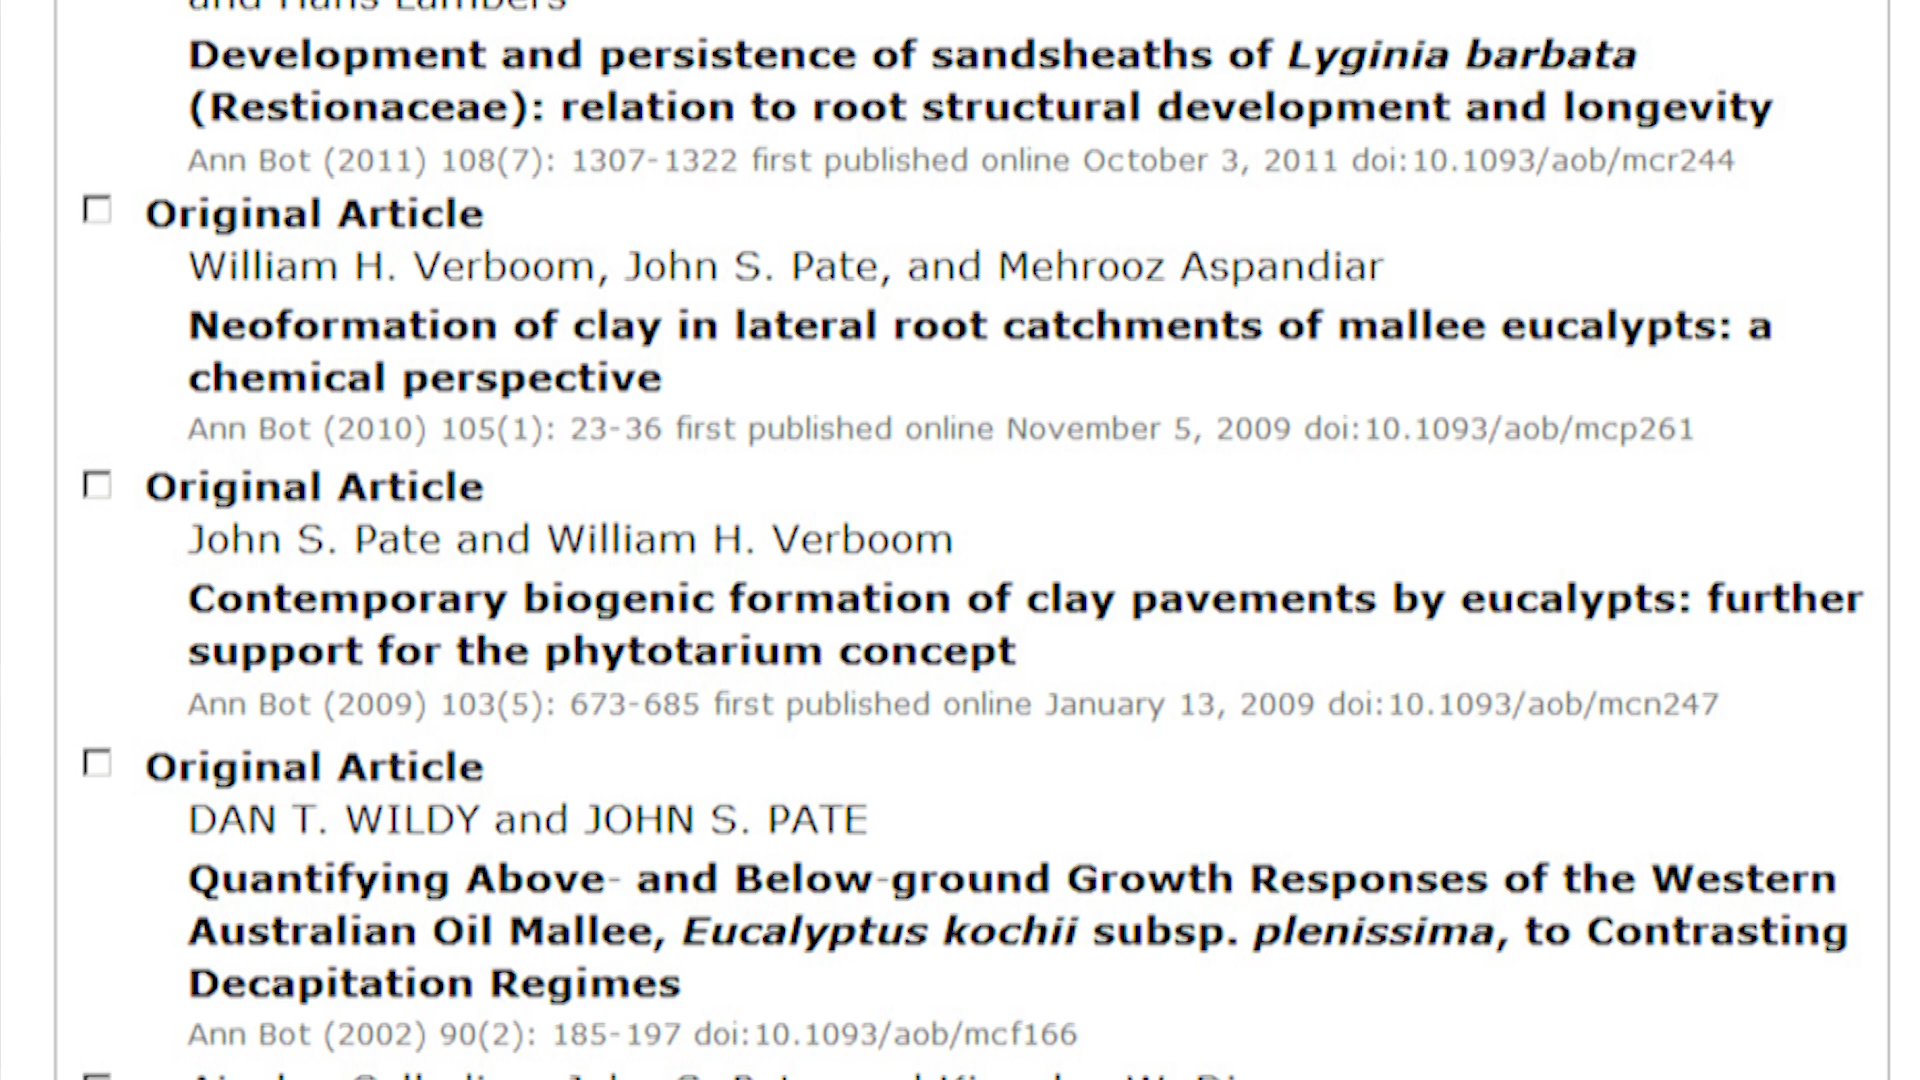 and Hans Lambers
Development and persistence of sandsheaths of Lyginia barbata
(Restionaceae): relation to root structural development and longevity
Ann Bot (2011) 108(7): 1307-1322 first published online October 3, 2011 doi:10.1093/aob/mcr244
Original Article
William H. Verboom, John S. Pate, and Mehrooz Aspandiar
Neoformation of clay in lateral root catchments of mallee eucalypts: a
chemical perspective
Ann Bot (2010) 105(1): 23-36 first published online November 5, 2009 doi:10.1093/aob/mcp261
Original Article
John S. Pate and William H. Verboom
Contemporary biogenic formation of clay pavements by eucalypts: further
support for the phytotarium concept
Ann Bot (2009) 103(5): 673-685 first published online January 13, 2009 doi:10.1093/aob/mcn247
Original Article
DAN T. WILDY and JOHN S. PATE
Quantifying Above- and Below-ground Growth Responses of the Western
Australian Oil Mallee, Eucalyptus kochii subsp. plenissima, to Contrasting
Decapitation Regimes
Ann Bot (2002) 90(2): 185-197 doi:10.1093/aob/mcf166